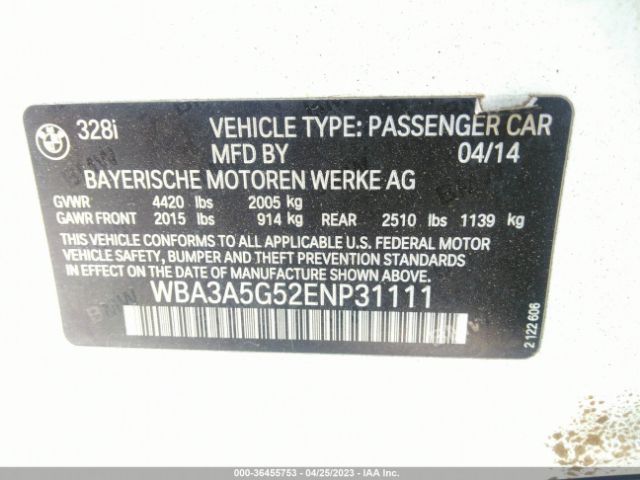 328i VEHICLE TYPE: PASSENGER CAR
MFD BY 04/14
BAYERISCHE MOTOREN WERKE AG
GVWR 4420 lbs 2005 kg
GAWR FRONT 2015 lbs 914 kg REAR 2510 lbs 1139 kg
THIS VEHICLE CONFORMS TO ALL APPLICABLE U.S. FEDERAL MOTOR
VEHICLE SAFETY, BUMPER AND THEFT PREVENTION STANDARDS
IN EFFECT ON THE DATE OF MANUFACTURE SHOWN ABOVE.
WBA3A5G52ENP31111
2 122 606
000-36455753 - 04/25/2023 - IAA Inc.